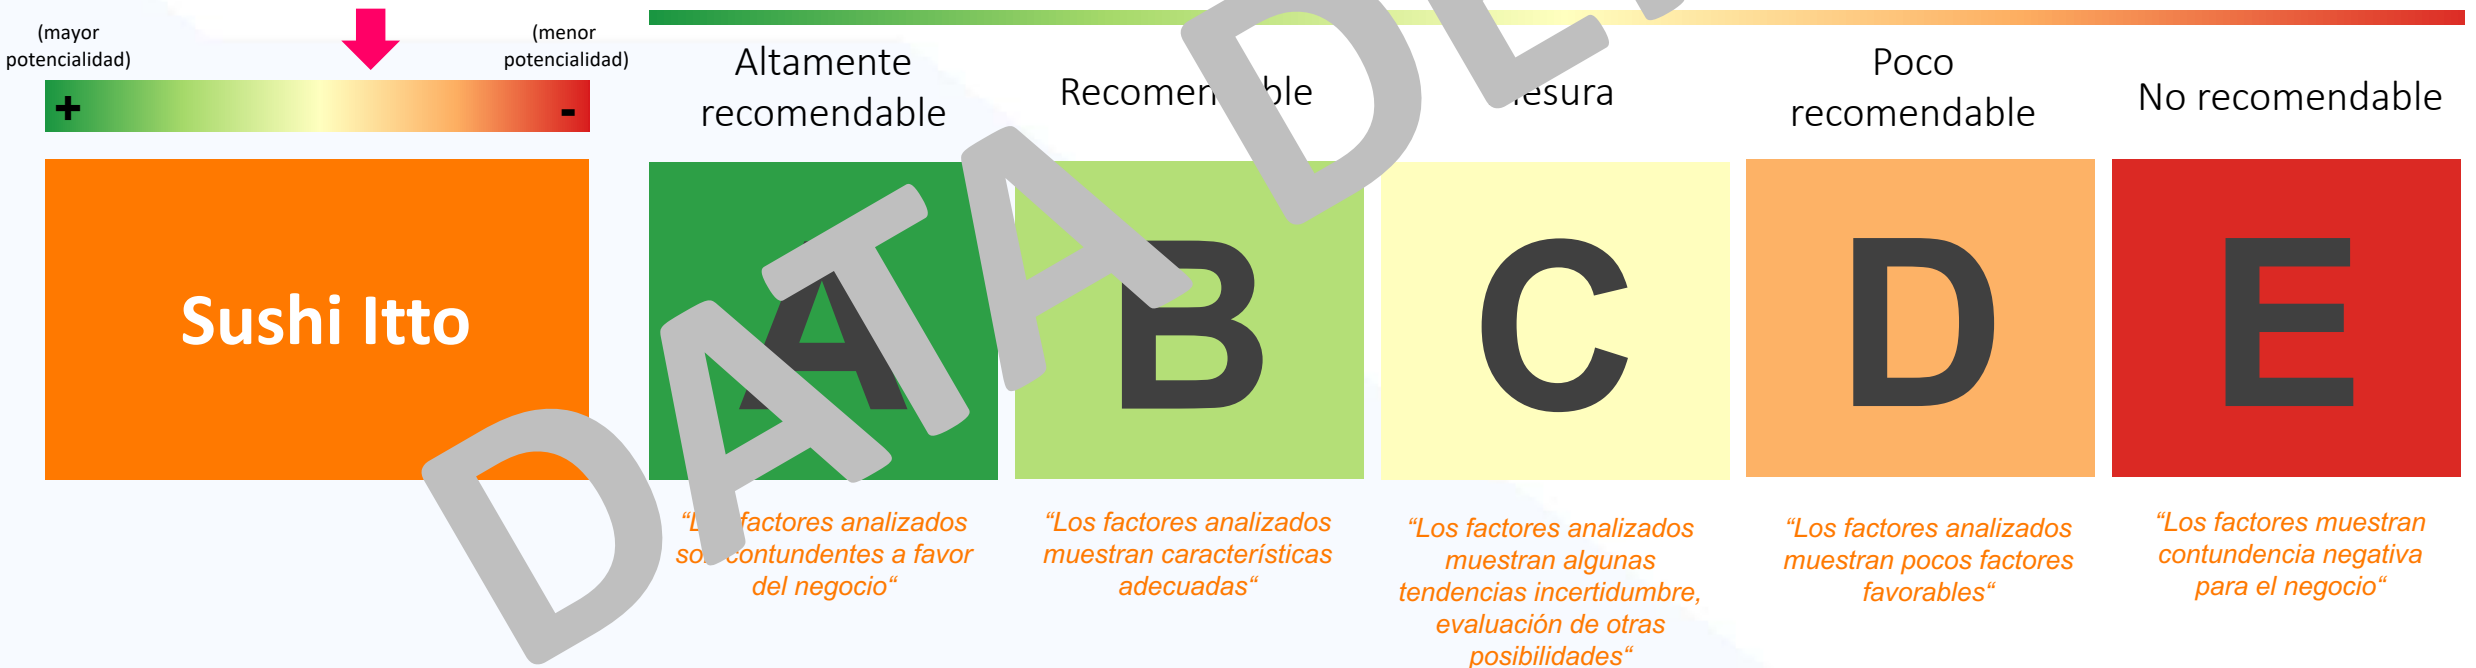 (mayor
potencialidad)
(menor
potencialidad)
+
-
Sushi Itto
Altamente
recomendable
Poco
recomendable
No recomendable
A
B
C
D
E
factores analizados
contundentes a favor
del negocio“
“Los factores analizados
muestran características
adecuadas“
“Los factores analizados
muestran algunas
tendencias incertidumbre,
evaluación de otras
posibilidades“
“Los factores analizados
muestran pocos factores
favorables“
“Los factores muestran
contundencia negativa
para el negocio“
DATA